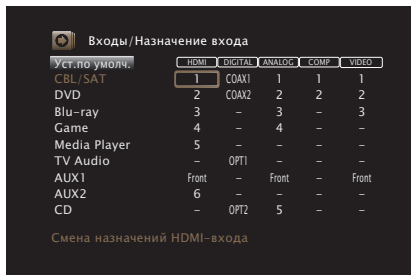 Входы/Назначение входа
Уст.по умолч. HDMI DIGITAL ANALOG COMP VIDEO
CBL/SAT 1 COAX1 1 1 1
DVD 2 COAX2 2 2 2
Blu-ray 3 – 3 – 3
Game 4 – 4 – –
Media Player 5 – – – –
TV Audio – OPT1 – – –
AUX1 Front – Front – Front
AUX2 6 – – – –
CD – OPT2 5 – –
Смена назначений HDMI-входа